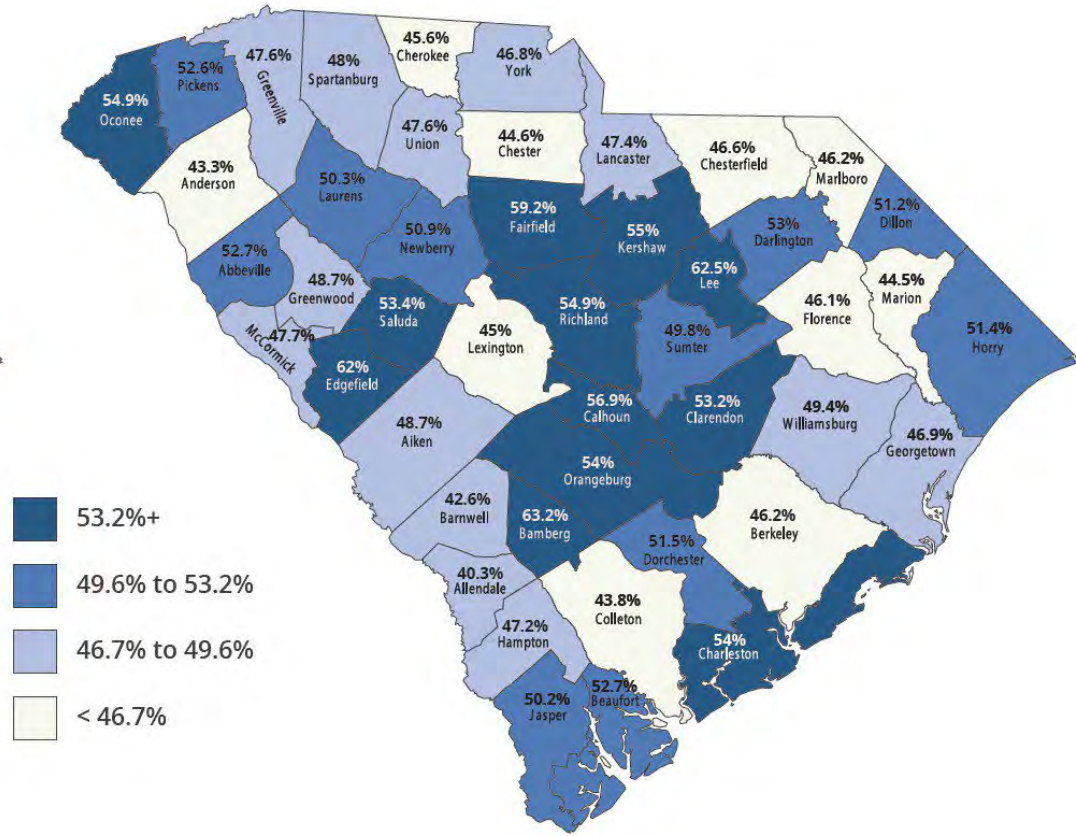 45.6%
Cherokee
46.8%
York
47.6%
Greenville
48%
Spartanburg
52.6%
Pickens
54.9%
Oconee
47.6%
Union
44.6%
Chester
47.4%
Lancaster
46.6%
Chesterfield
46.2%
Marlboro
43.3%
Anderson
50.3%
Laurens
51.2%
Dillon
59.2%
Fairfield
55%
Kershaw
53%
Darlington
50.9%
Newberry
52.7%
Abbeville
48.7%
Greenwood
62.5%
Lee
44.5%
Marion
53.4%
Saluda
54.9%
Richland
46.1%
Florence
47.7%
McCormick
45%
Lexington
49.8%
Sumter
51.4%
Horry
62%
Edgefield
56.9%
Calhoun
53.2%
Clarendon
49.4%
Williamsburg
48.7%
Aiken
46.9%
Georgetown
54%
Orangeburg
42.6%
Barnwell
63.2%
Bamberg
46.2%
Berkeley
51.5%
Dorchester
40.3%
Allendale
43.8%
Colleton
47.2%
Hampton
54%
Charleston
50.2%
Jasper
52.7%
Beaufort
53.2%+
49.6% to 53.2%
46.7% to 49.6%
< 46.7%